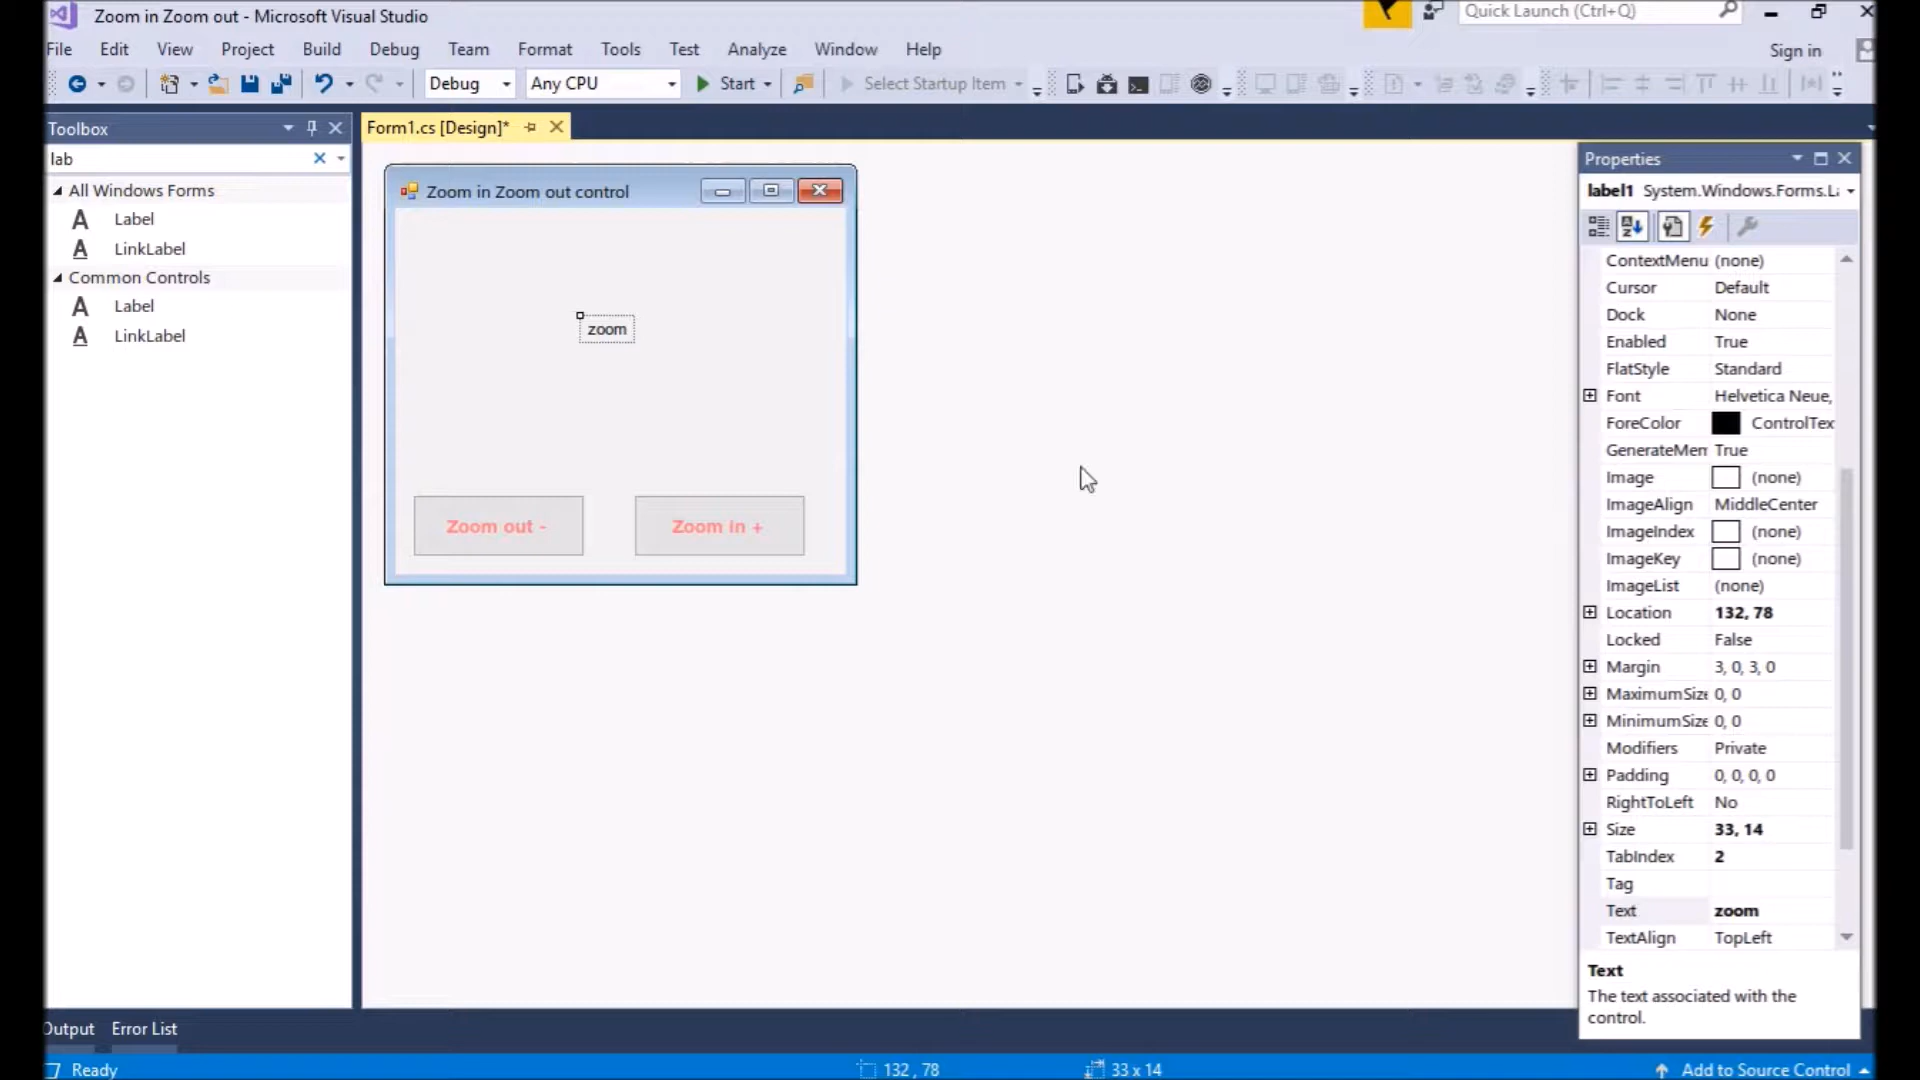 Zoom in Zoom out - Microsoft Visual Studio
Quick Launch (Ctrl+Q)
File Edit View Project Build Debug Team Format Tools Test Analyze Window Help
Sign in
Debug Any CPU Start Select Startup Item
Toolbox
lab
All Windows Forms
Label
LinkLabel
Common Controls
Label
LinkLabel
Form1.cs [Design]*
Zoom in Zoom out control
zoom
Zoom out - Zoom in +
Properties
label1 System.Windows.Forms.La
ContextMenu (none)
Cursor Default
Dock None
Enabled True
FlatStyle Standard
Font Helvetica Neue,
ForeColor ControlTex
GenerateMem True
Image (none)
ImageAlign MiddleCenter
ImageIndex (none)
ImageKey (none)
ImageList (none)
Location 132, 78
Locked False
Margin 3, 0, 3, 0
MaximumSize 0, 0
MinimumSize 0, 0
Modifiers Private
Padding 0, 0, 0, 0
RightToLeft No
Size 33, 14
TabIndex 2
Tag
Text zoom
TextAlign TopLeft
Text
The text associated with the
control.
Output Error List
Ready 132 , 78 33 x 14 Add to Source Control